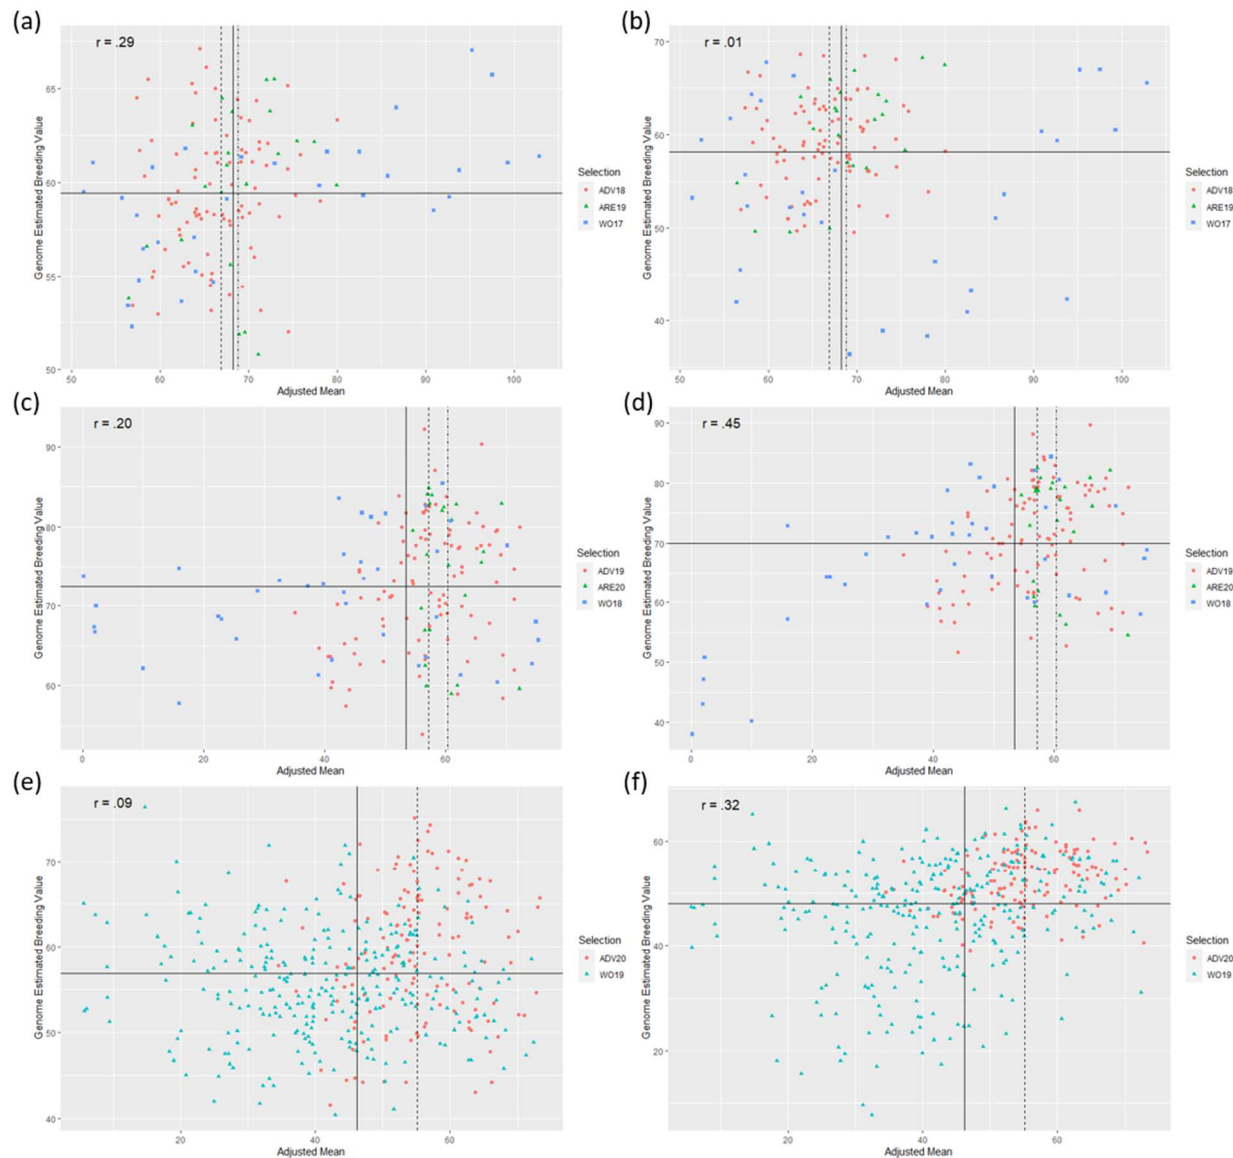 (a)
r = .29
Genome Estimated Breeding Value
65
60
55
50
50 60 70 80 90 100
Adjusted Mean
Selection
ADV18
ARE19
WO17
(b)
r = .01
Genome Estimated Breeding Value
70
60
50
40
50 60 70 80 90 100
Adjusted Mean
Selection
ADV18
ARE19
WO17
(c)
r = .20
Genome Estimated Breeding Value
90
80
70
60
0 20 40 60
Adjusted Mean
Selection
ADV19
ARE20
WO18
(d)
r = .45
Genome Estimated Breeding Value
90
80
70
60
50
40
0 20 40 60
Adjusted Mean
Selection
ADV19
ARE20
WO18
(e)
r = .09
Genome Estimated Breeding Value
70
60
50
40
20 40 60
Adjusted Mean
Selection
ADV20
WO19
(f)
r = .32
Genome Estimated Breeding Value
60
40
20
20 40 60
Adjusted Mean
Selection
ADV20
WO19